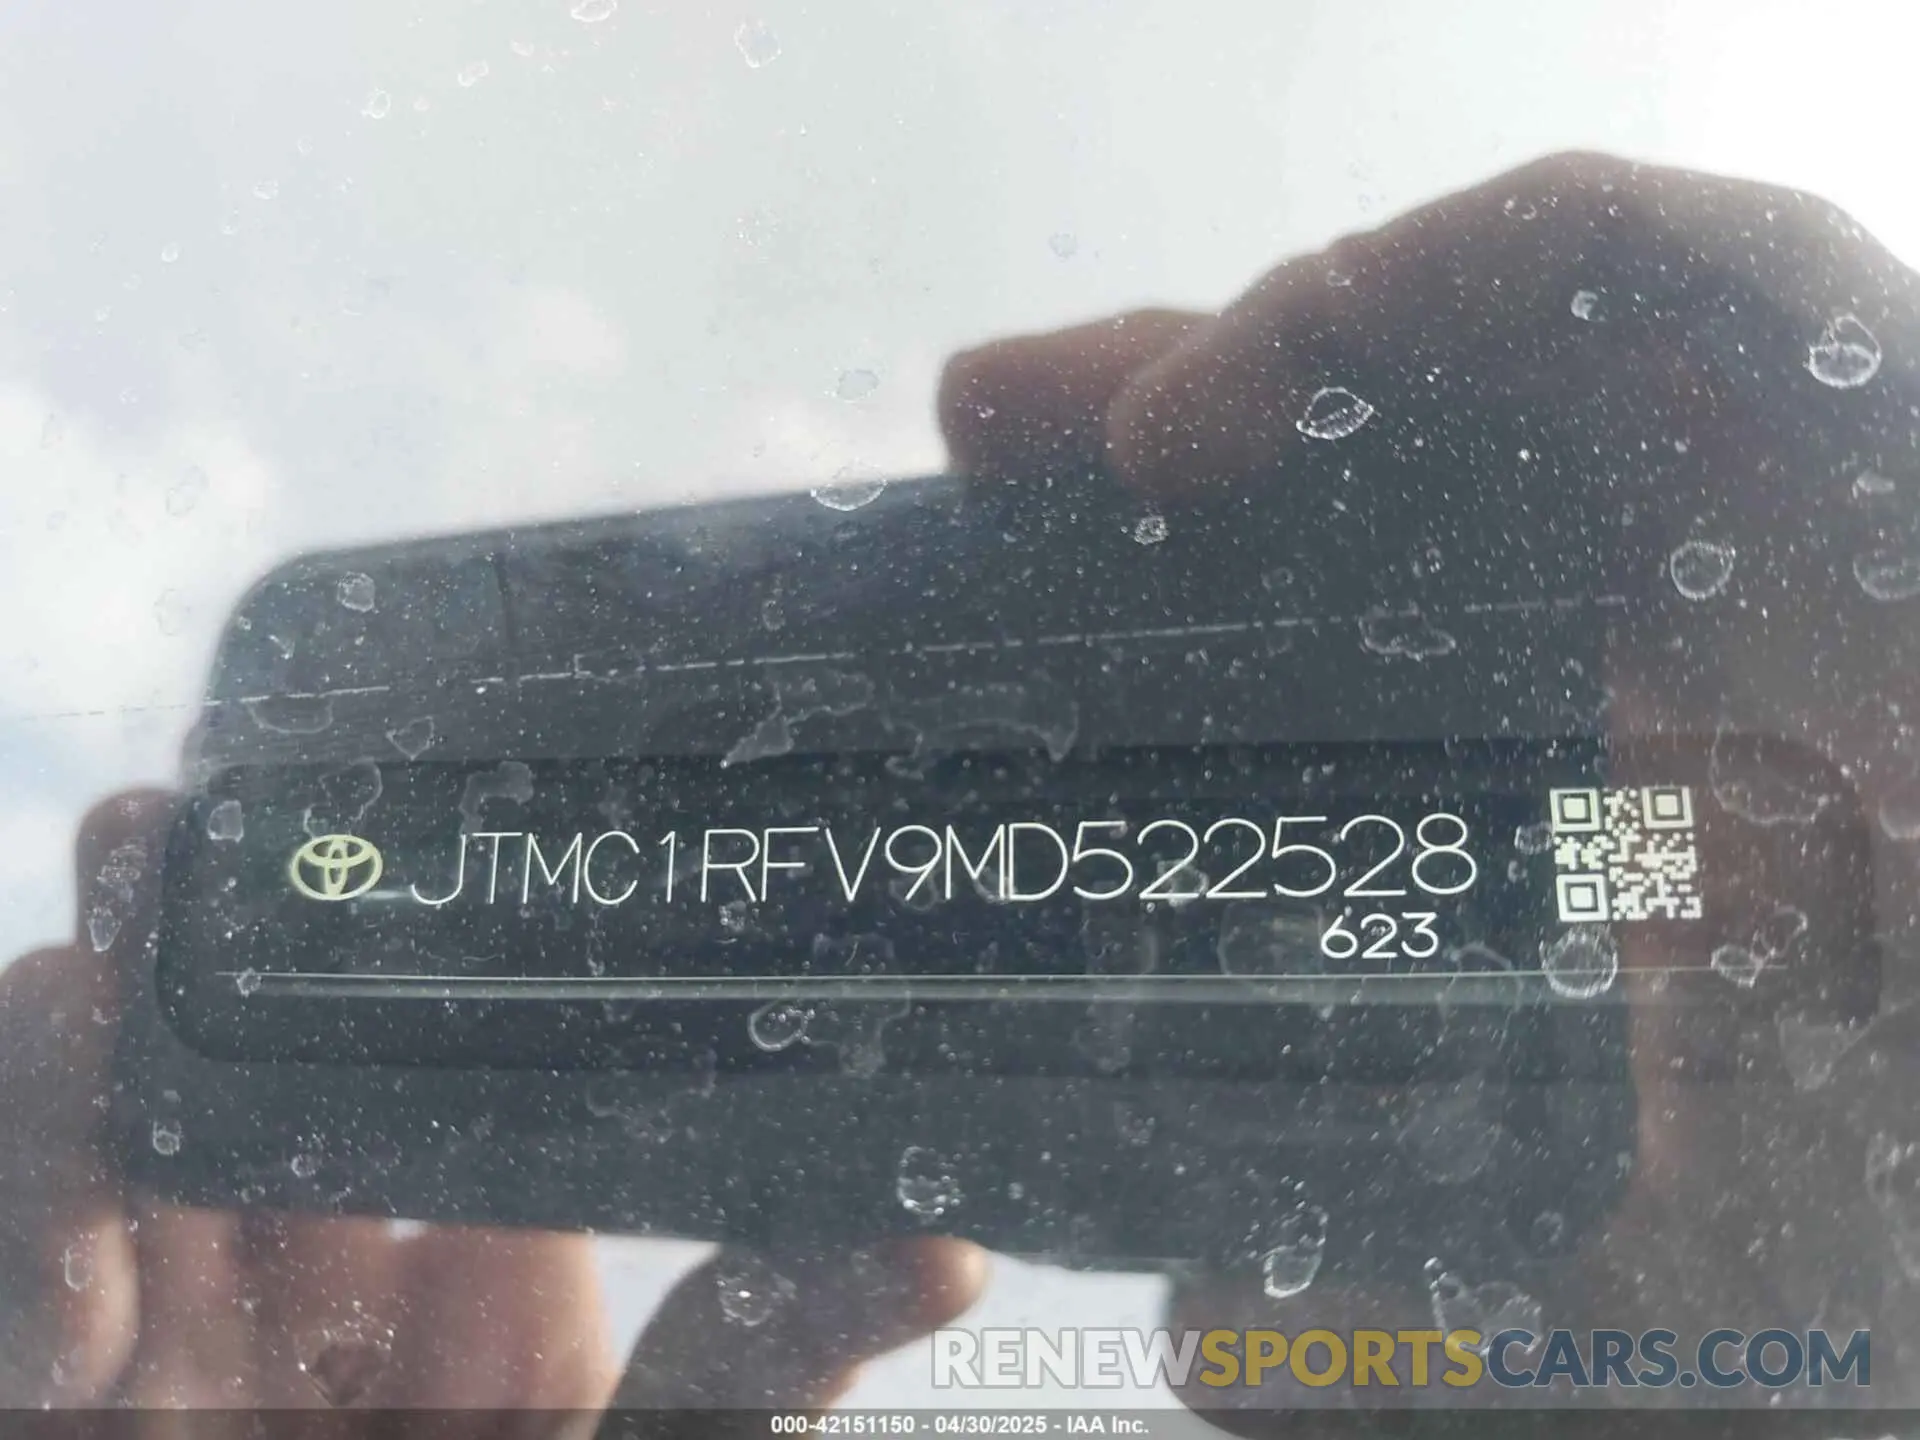 JTMC1RFV9MD522528
623
RENEWSPORTSCARS.COM
000-42151150 - 04/30/2025 - IAA Inc.